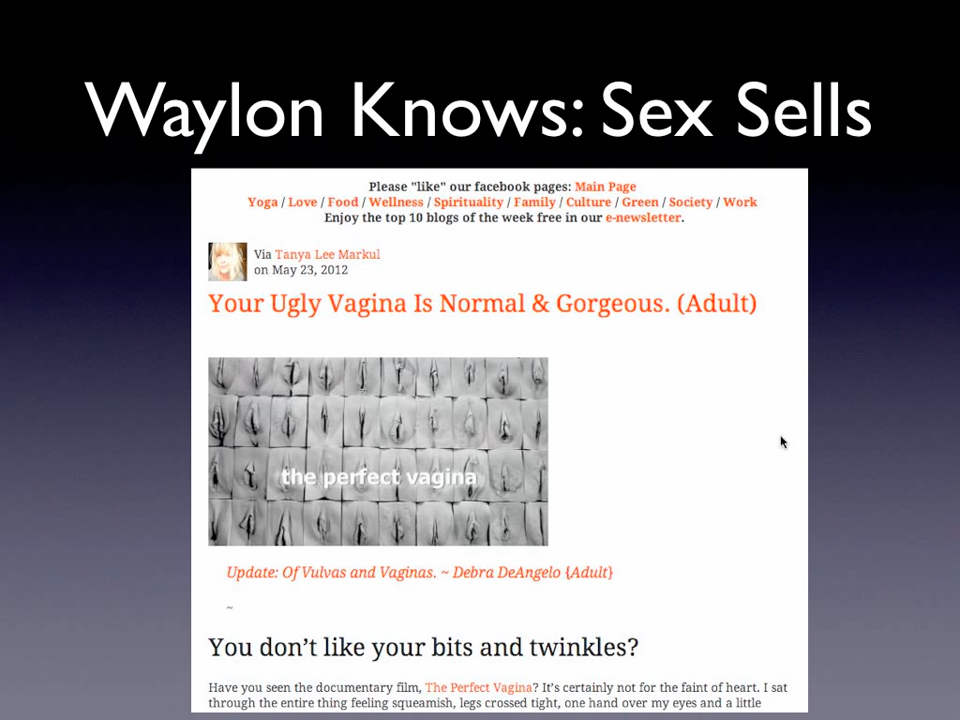 Waylon Knows: Sex Sells
Please "like" our facebook pages: Main Page
Yoga / Love / Food / Wellness / Spirituality / Family / Culture / Green / Society / Work
Enjoy the top 10 blogs of the week free in our e-newsletter.
Via Tanya Lee Markul
on May 23, 2012
Your Ugly Vagina Is Normal & Gorgeous. (Adult)
the perfect vagina
Update: Of Vulvas and Vaginas. ~ Debra DeAngelo {Adult}
~
You don’t like your bits and twinkles?
Have you seen the documentary film, The Perfect Vagina? It’s certainly not for the faint of heart. I sat
through the entire thing feeling squeamish, legs crossed tight, one hand over my eyes and a little